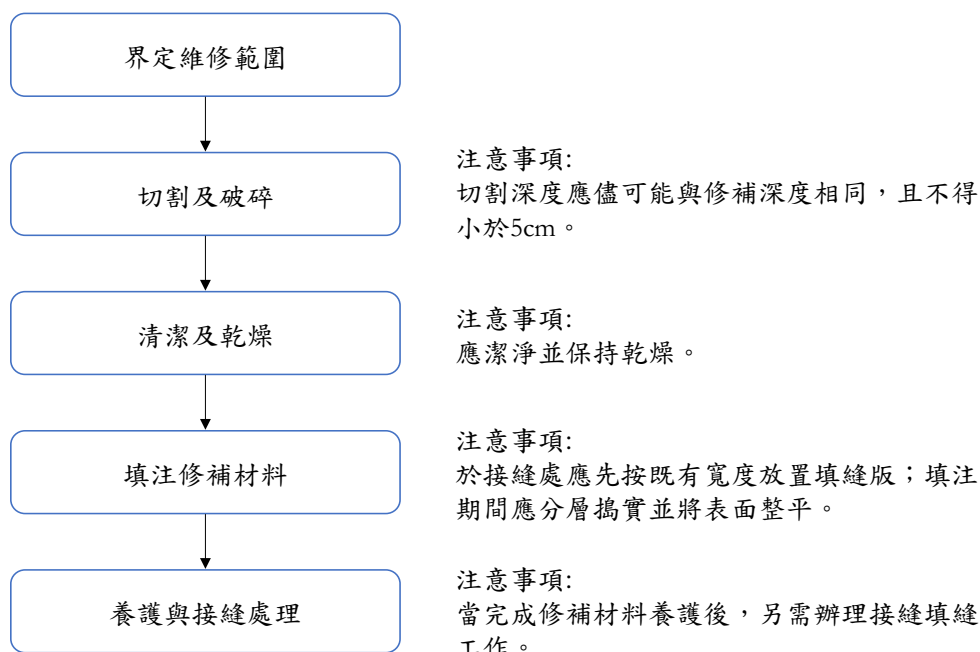 界定維修範圍
切割及破碎
注意事項:
切割深度應儘可能與修補深度相同，且不得
小於5cm。
清潔及乾燥
注意事項:
應潔淨並保持乾燥。
填注修補材料
注意事項:
於接縫處應先按既有寬度放置填縫版；填注
期間應分層搗實並將表面整平。
養護與接縫處理
注意事項:
當完成修補材料養護後，另需辦理接縫填縫
工作。